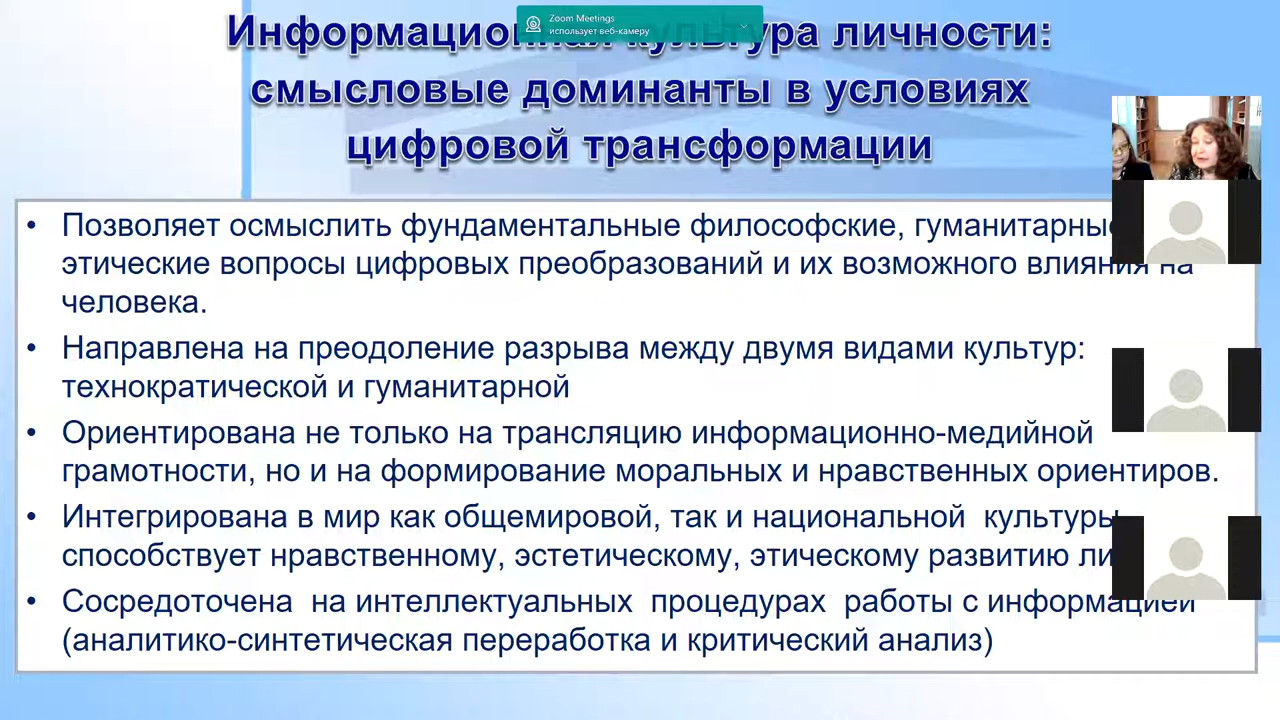 Zoom Meetings
использует веб-камеру
Информационная культура личности:
смысловые доминанты в условиях
цифровой трансформации
• Позволяет осмыслить фундаментальные философские, гуманитарные
этические вопросы цифровых преобразований и их возможного влияния на
человека.
• Направлена на преодоление разрыва между двумя видами культур:
технократической и гуманитарной
• Ориентирована не только на трансляцию информационно-медийной
грамотности, но и на формирование моральных и нравственных ориентиров.
• Интегрирована в мир как общемировой, так и национальной культуры
способствует нравственному, эстетическому, этическому развитию
• Сосредоточена на интеллектуальных процедурах работы с информацией
(аналитико-синтетическая переработка и критический анализ)